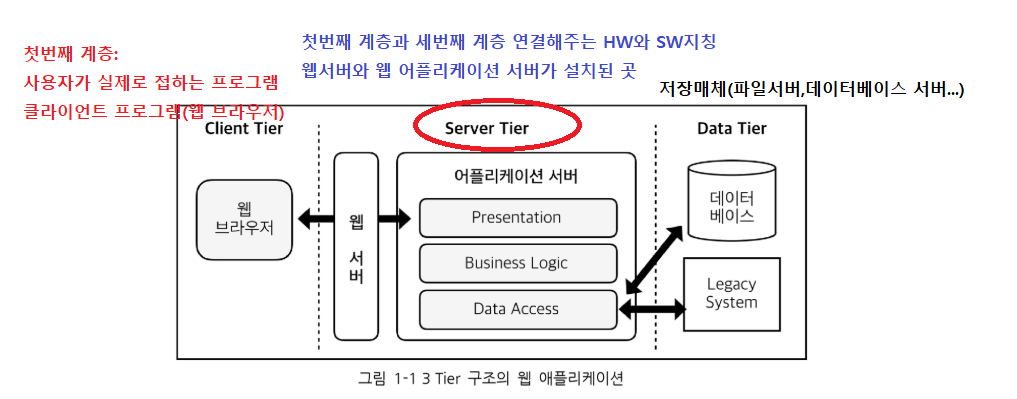 첫번째 계층:
사용자가 실제로 접하는 프로그램
클라이언트 프로그램(웹 브라우서)
첫번째 계층과 세번째 계층 연결해주는 HW와 SW지칭
웹서버와 웹 어플리케이션 서버가 설치된 곳
저장매체(파일서버,데이터베이스 서버...)
Client Tier
Server Tier
Data Tier
웹
브라우저
웹
서
버
어플리케이션 서버
Presentation
Business Logic
Data Access
데이터
베이스
Legacy
System
그림 1-1 3 Tier 구조의 웹 애플리케이션